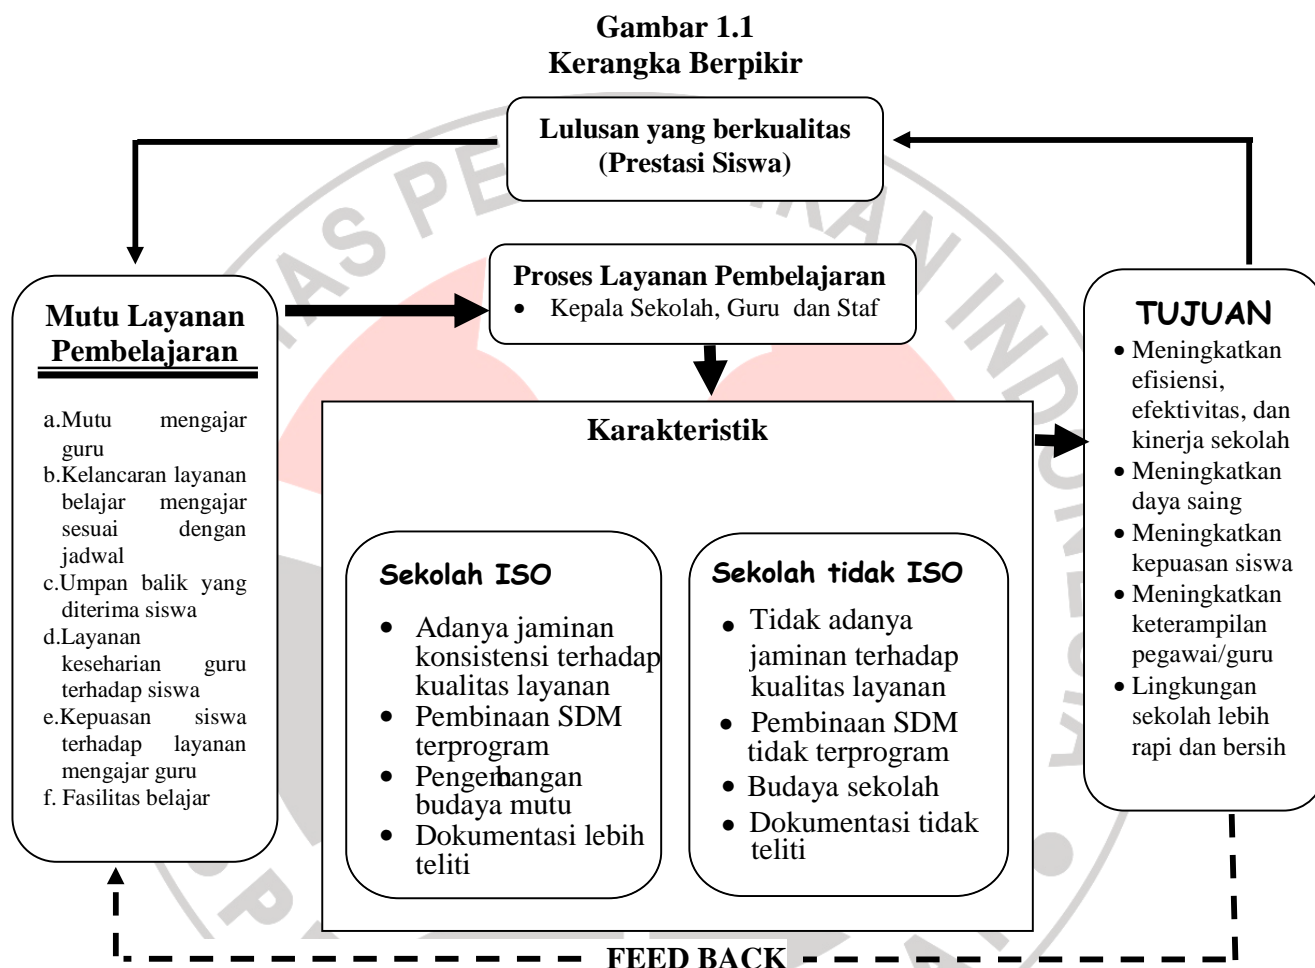 Gambar 1.1
Kerangka Berpikir
Lulusan yang berkualitas
(Prestasi Siswa)
Proses Layanan Pembelajaran
• Kepala Sekolah, Guru dan Staf
Mutu Layanan
Pembelajaran
a.Mutu mengajar
guru
b.Kelancaran layanan
belajar mengajar
sesuai dengan
jadwal
c.Umpan balik yang
diterima siswa
d.Layanan
keseharian guru
terhadap siswa
e.Kepuasan siswa
terhadap layanan
mengajar guru
f. Fasilitas belajar
Karakteristik
Sekolah ISO
• Adanya jaminan
konsistensi terhadap
kualitas layanan
• Pembinaan SDM
terprogram
• Pengembangan
budaya mutu
• Dokumentasi lebih
teliti
Sekolah tidak ISO
• Tidak adanya
jaminan terhadap
kualitas layanan
• Pembinaan SDM
tidak terprogram
• Budaya sekolah
• Dokumentasi tidak
teliti
TUJUAN
• Meningkatkan
efisiensi,
efektivitas, dan
kinerja sekolah
• Meningkatkan
daya saing
• Meningkatkan
kepuasan siswa
• Meningkatkan
keterampilan
pegawai/guru
• Lingkungan
sekolah lebih
rapi dan bersih
FEED BACK